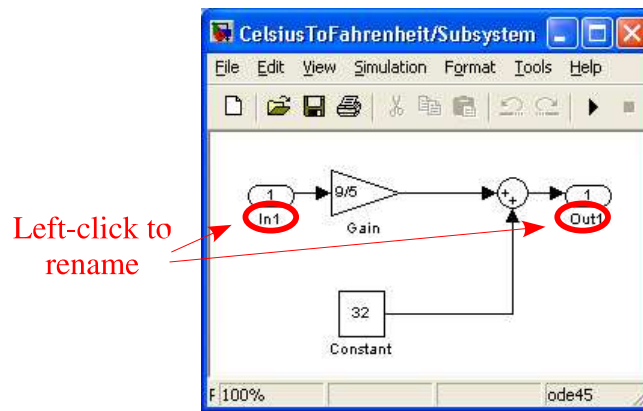 CelsiusToFahrenheit/Subsystem
File Edit View Simulation Format Tools Help
1
In1
9/5
Gain
+
+
1
Out1
Left-click to
rename
32
Constant
F 100%
ode45